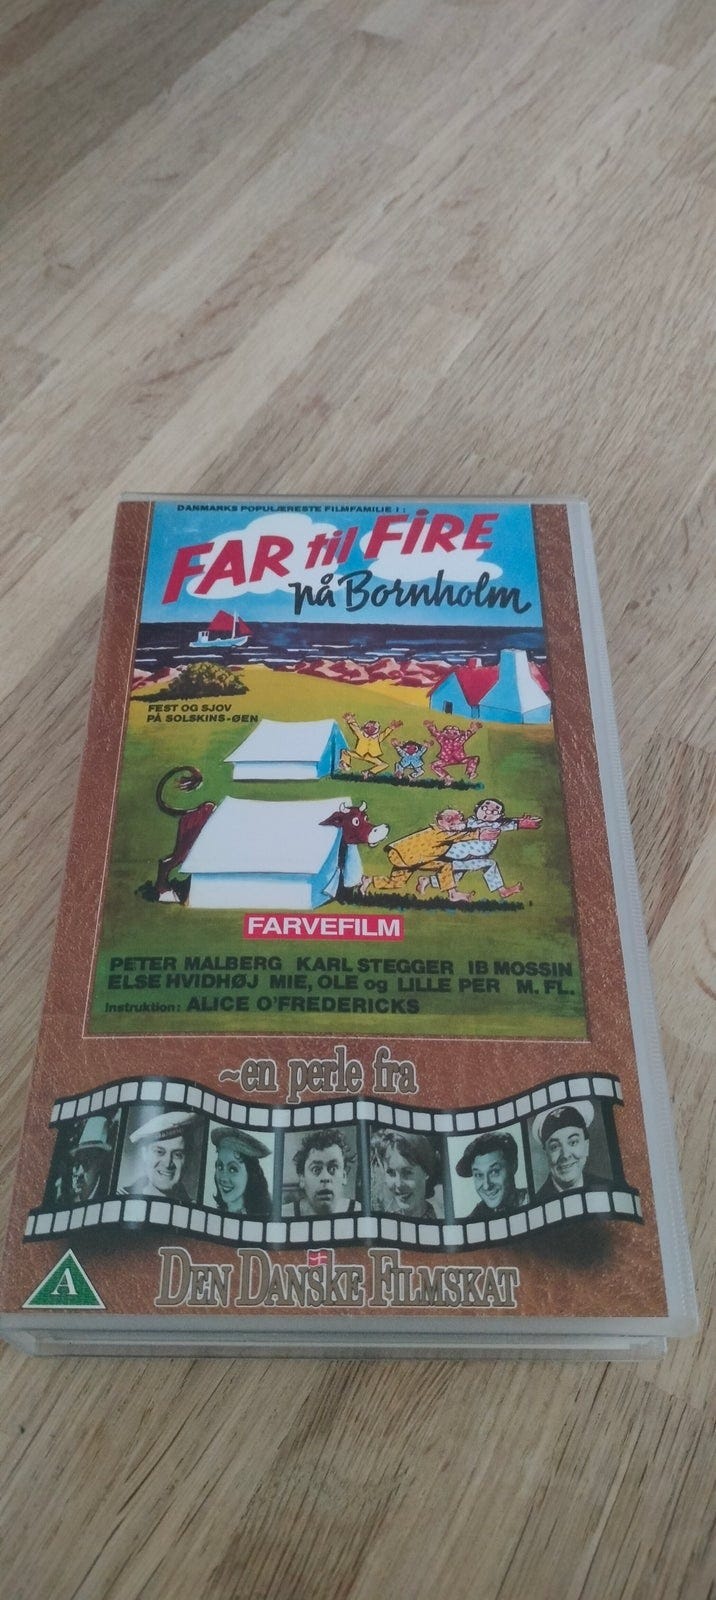 DANMARKS POPULÆRESTE FILMFAMILIE I:
FAR til FiRE
på Bornholm
FEST OG SJOV
PÅ SOLSKINS-ØEN
FARVEFILM
PETER MALBERG KARL STEGGER IB MOSSIN
ELSE HVIDHØJ MIE, OLE og LILLE PER M. FL.
Instruktion: ALICE O'FREDERICKS
~en perle fra
DEN DANSKE FILMSKAT
A